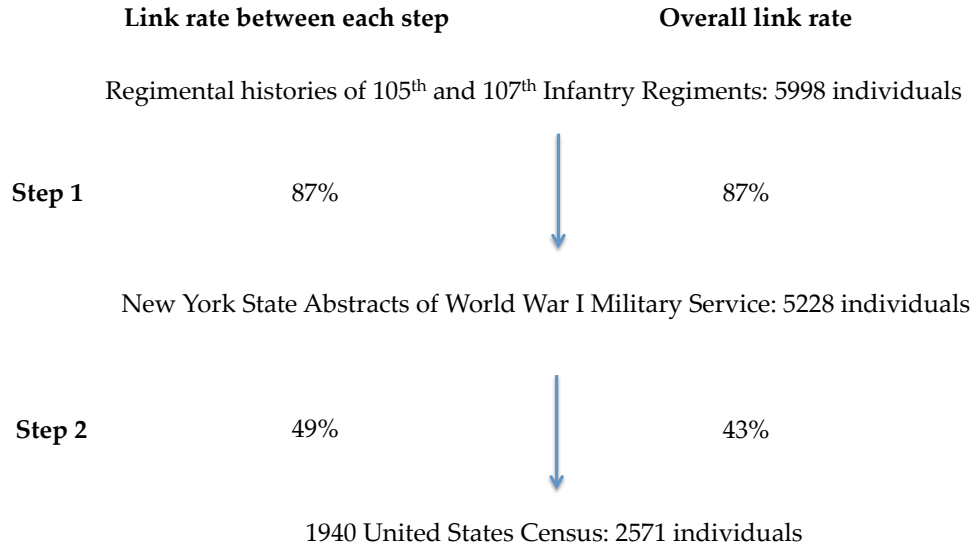 Link rate between each step Overall link rate
Regimental histories of 105th and 107th Infantry Regiments: 5998 individuals
Step 1 87% 87%
New York State Abstracts of World War I Military Service: 5228 individuals
Step 2 49% 43%
1940 United States Census: 2571 individuals